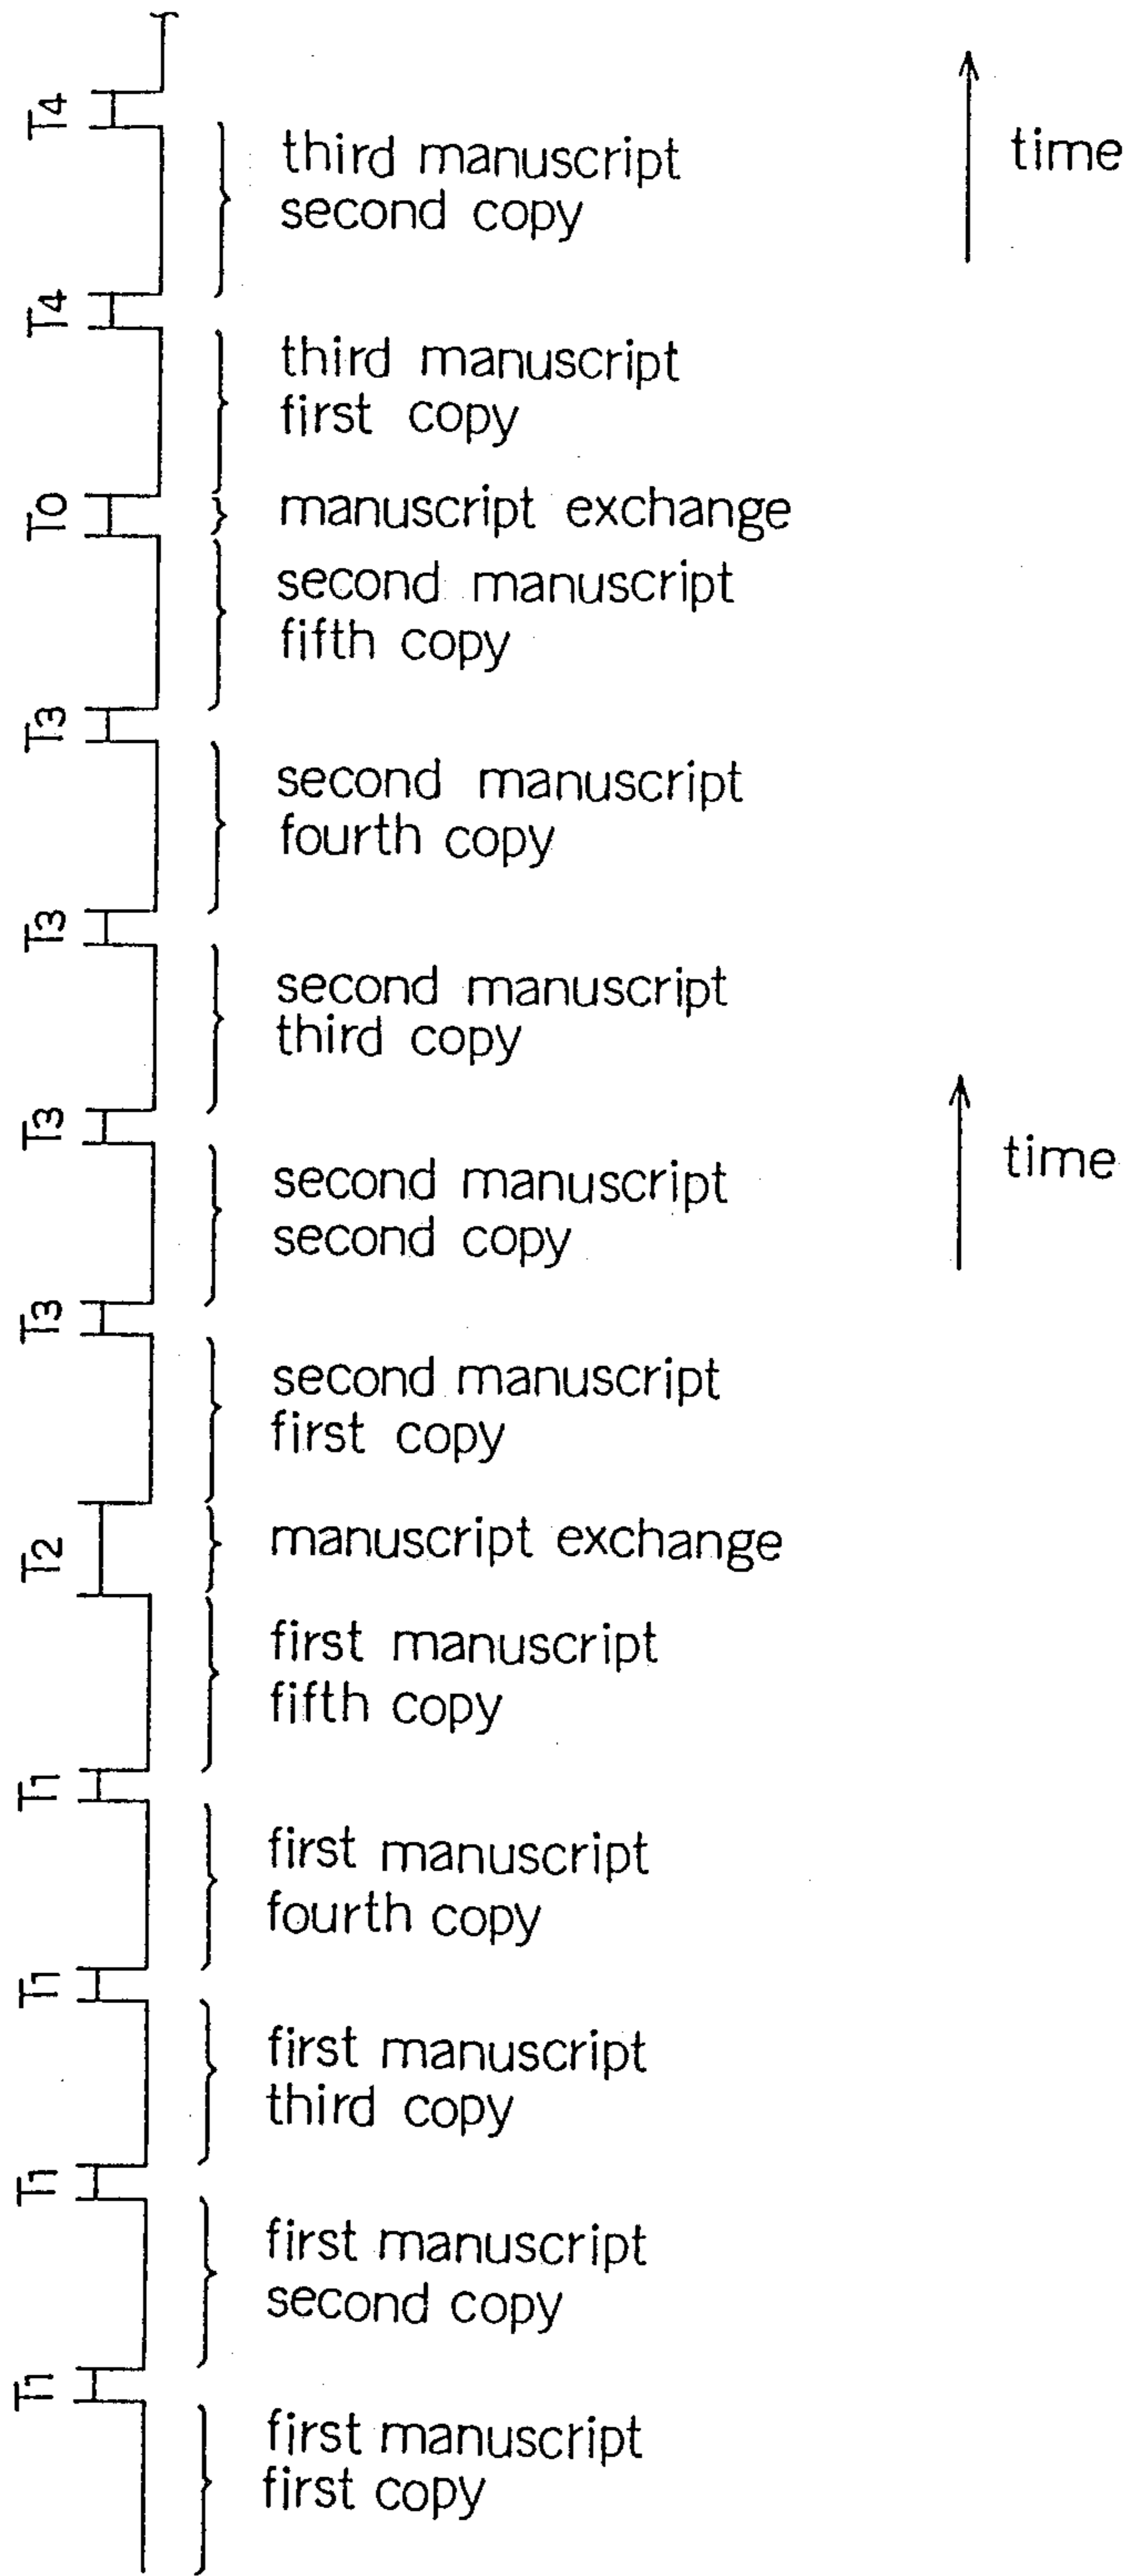 T4
third manuscript
second copy
time
T4
third manuscript
first copy
T0
manuscript exchange
second manuscript
fifth copy
T3
second manuscript
fourth copy
T3
second manuscript
third copy
T3
second manuscript
second copy
time
T3
second manuscript
first copy
T2
manuscript exchange
first manuscript
fifth copy
T1
first manuscript
fourth copy
T1
first manuscript
third copy
T1
first manuscript
second copy
T1
first manuscript
first copy